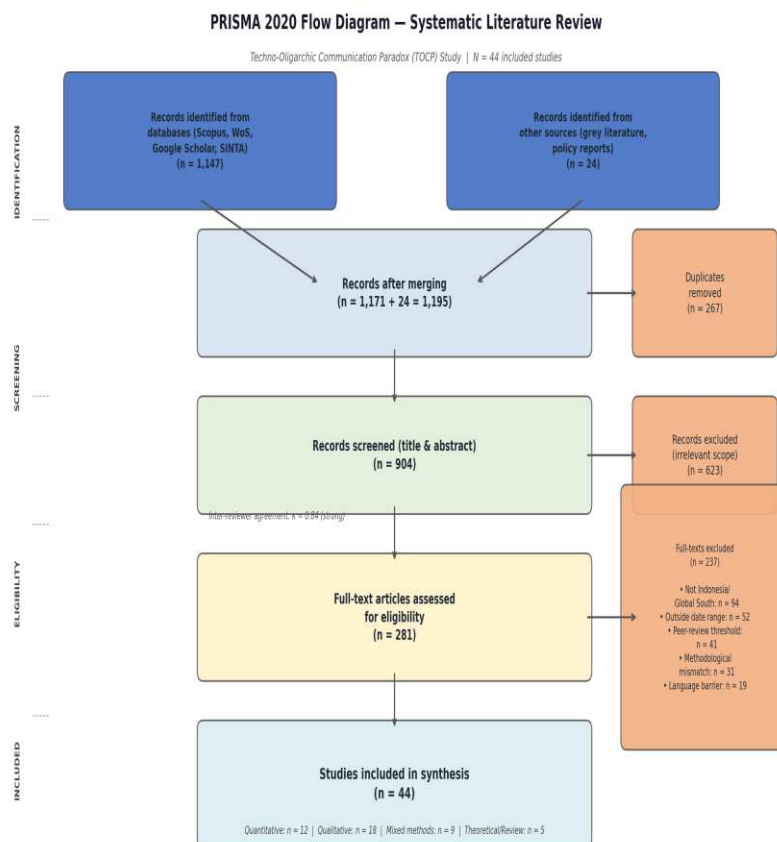 PRISMA 2020 Flow Diagram — Systematic Literature Review
Techno-Oligarchic Communication Paradox (TOCP) Study | N = 44 included studies
IDENTIFICATION
Records identified from
databases (Scopus, WoS,
Google Scholar, SINTA)
(n = 1,147)
Records identified from
other sources (grey literature,
policy reports)
(n = 24)
SCREENING
Records after merging
(n = 1,171 + 24 = 1,195)
Duplicates
removed
(n = 267)
Records screened (title & abstract)
(n = 904)
Records excluded
(irrelevant scope)
(n = 623)
Inter-reviewer agreement: κ = 0.84 (strong)
ELIGIBILITY
Full-text articles assessed
for eligibility
(n = 281)
Full-texts excluded
(n = 237)
• Not Indonesia/
Global South: n = 94
• Outside date range: n = 52
• Peer-review threshold:
n = 41
• Methodological
mismatch: n = 31
• Language barrier: n = 19
INCLUDED
Studies included in synthesis
(n = 44)
Quantitative: n = 12 | Qualitative: n = 18 | Mixed methods: n = 9 | Theoretical/Review: n = 5